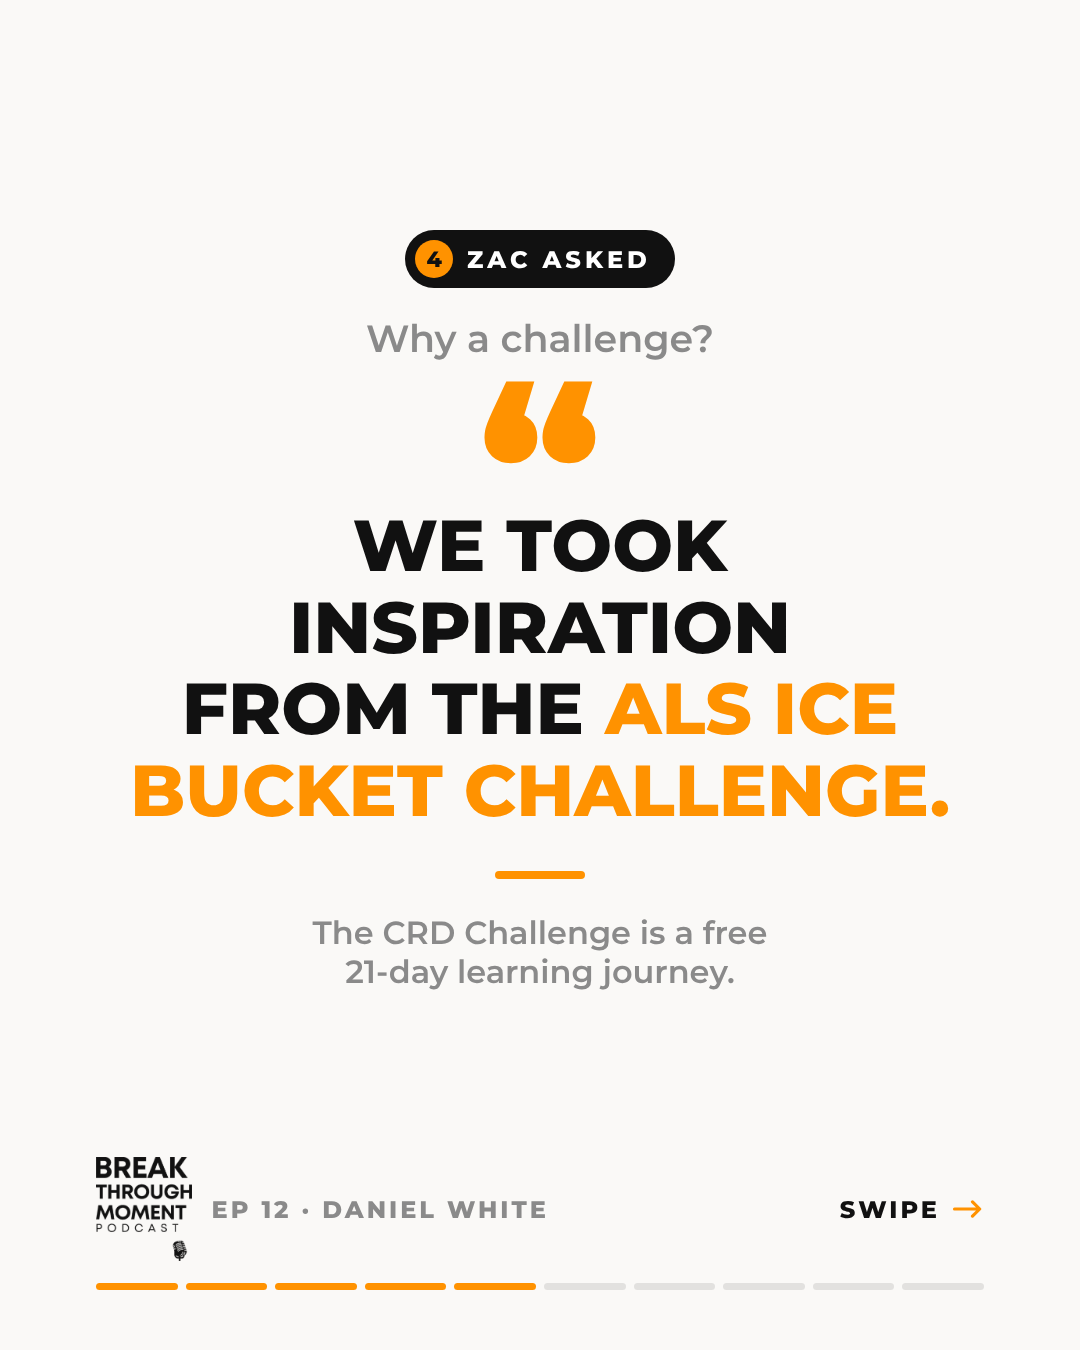 4 ZAC ASKED
Why a challenge?
“
WE TOOK
INSPIRATION
FROM THE ALS ICE
BUCKET CHALLENGE.
The CRD Challenge is a free
21-day learning journey.
BREAK
THROUGH
MOMENT
PODCAST
EP 12 · DANIEL WHITE
SWIPE →